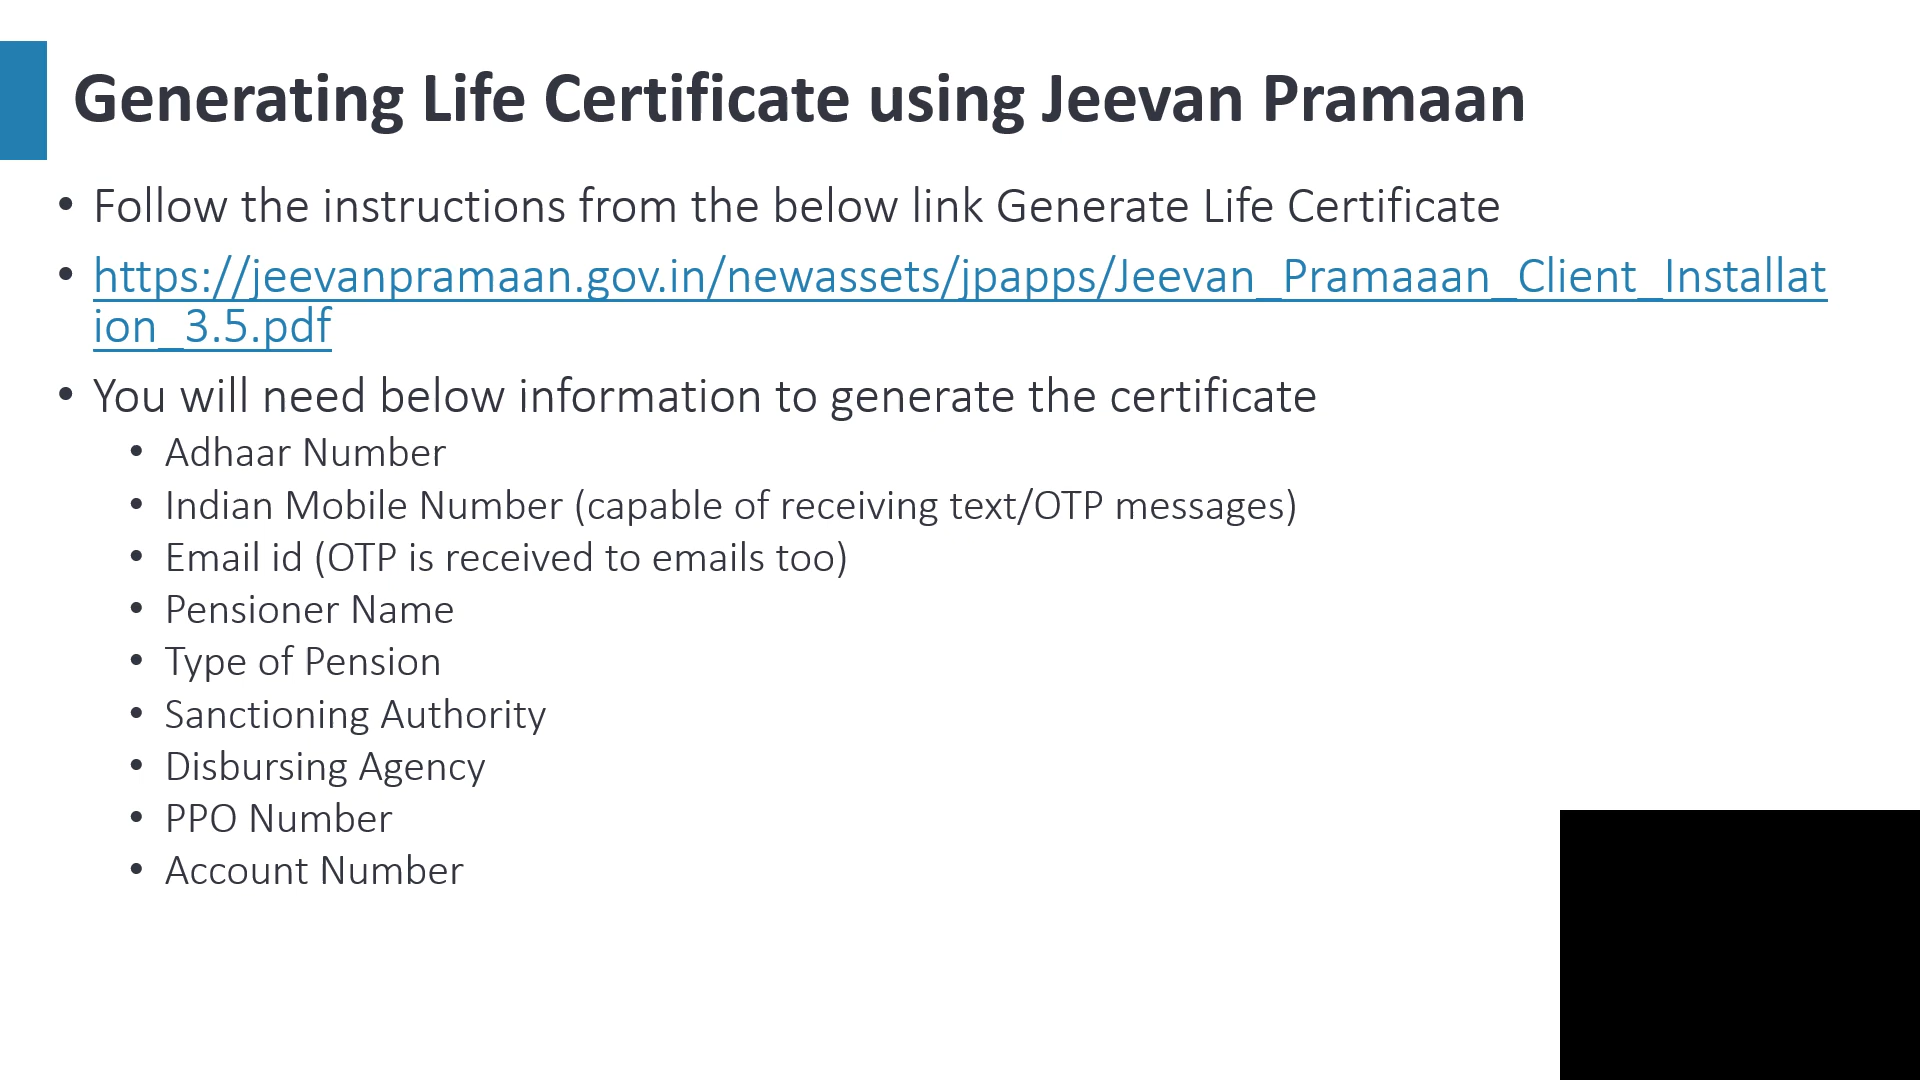 Generating Life Certificate using Jeevan Pramaan
• Follow the instructions from the below link Generate Life Certificate
• https://jeevanpramaan.gov.in/newassets/jpapps/Jeevan_Pramaaan_Client_Installat
ion_3.5.pdf
• You will need below information to generate the certificate
• Adhaar Number
• Indian Mobile Number (capable of receiving text/OTP messages)
• Email id (OTP is received to emails too)
• Pensioner Name
• Type of Pension
• Sanctioning Authority
• Disbursing Agency
• PPO Number
• Account Number